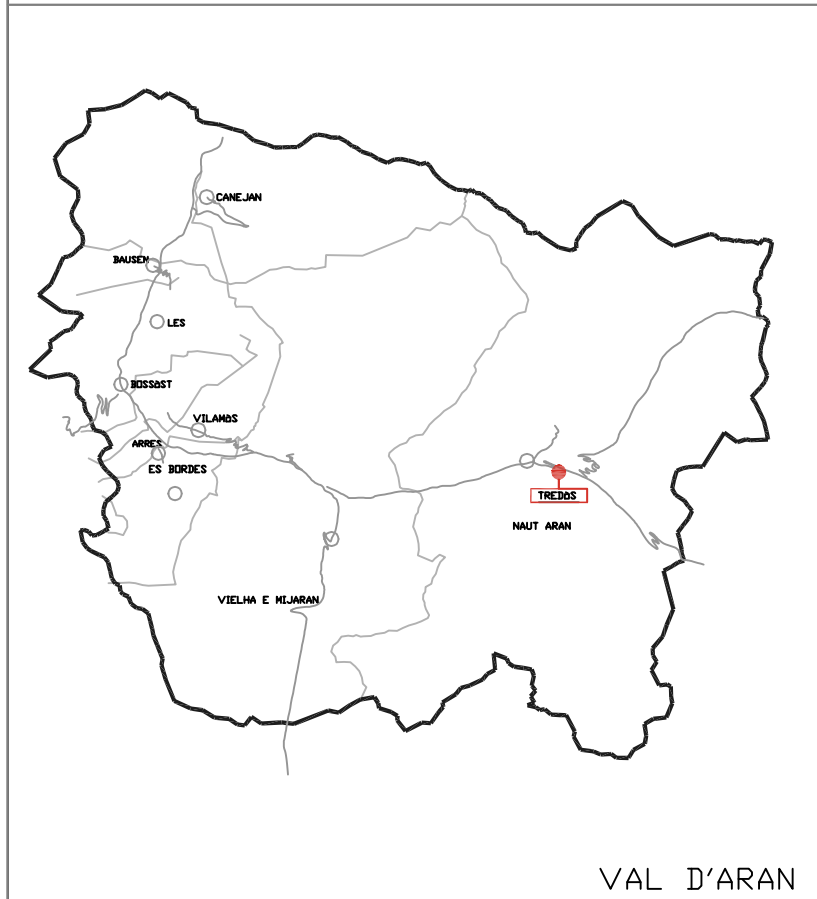 CANEJAN
BAUSEN
LES
BOSSOST
VILAMOS
ARRES
ES BORDES
TREDOS
NAUT ARAN
VIELHA E MIJARAN
VAL D'ARAN